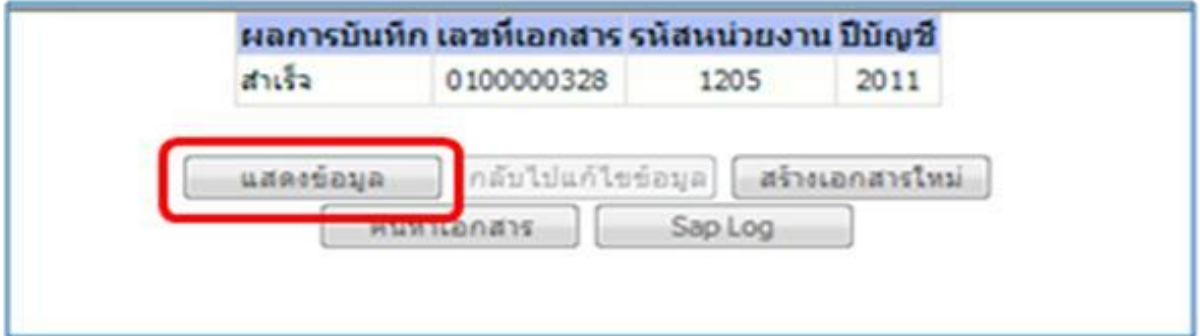 ผลการบันทึก เลขที่เอกสาร รหัสหน่วยงาน ปีบัญชี
สำเร็จ 0100000328 1205 2011
แสดงข้อมูล กลับไปแก้ไขข้อมูล สร้างเอกสารใหม่
ค้นหาเอกสาร Sap Log